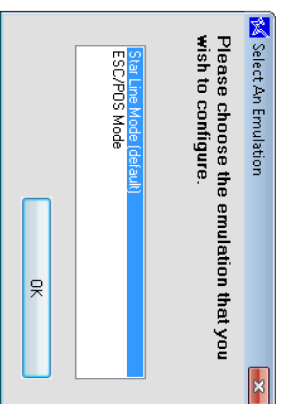 Select An Emulation
Please choose the emulation that you
wish to configure.
Star Line Mode (default)
ESC/POS Mode
OK